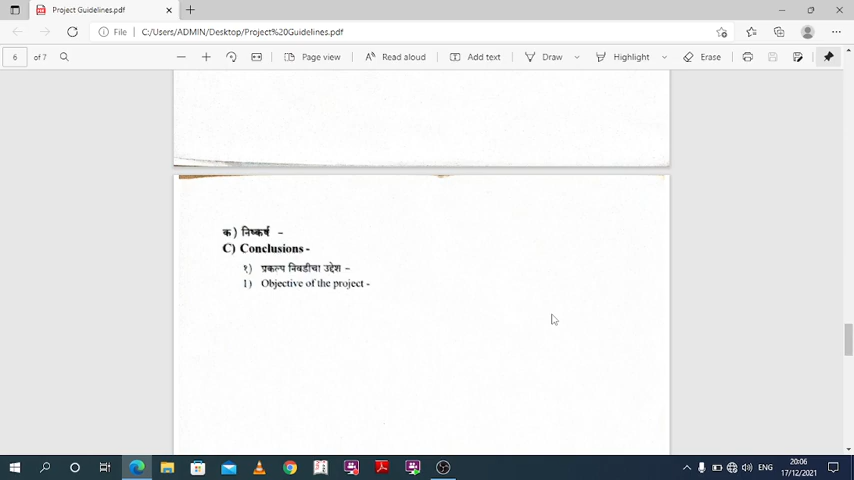 Project Guidelines.pdf
File
C:/Users/ADMIN/Desktop/Project%20Guidelines.pdf
6
of 7
Page view
Read aloud
Add text
Draw
Highlight
Erase
क) निष्कर्ष -
C) Conclusions -
१) प्रकल्प निवडीचा उद्देश –
1) Objective of the project -
ENG
20:06
17/12/2021